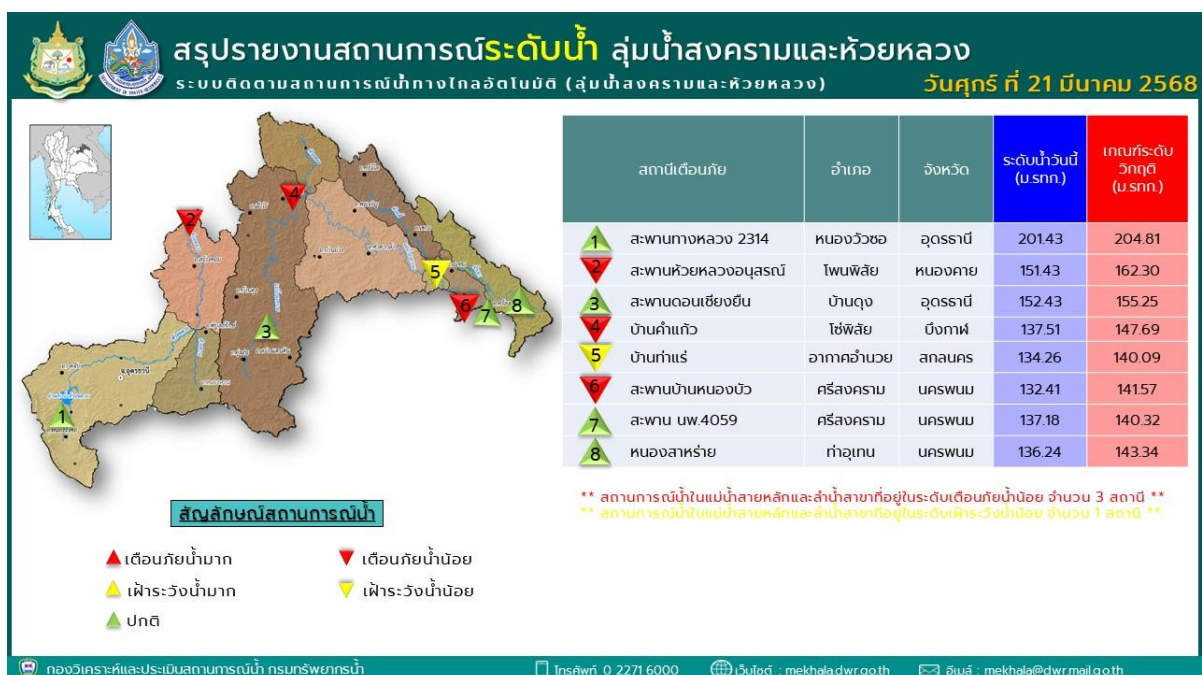 สรุปรายงานสถานการณ์ระดับน้ำ ลุ่มน้ำสงครามและห้วยหลวง
ระบบติดตามสถานการณ์น้ำทางไกลอัตโนมัติ (ลุ่มน้ำสงครามและห้วยหลวง)
วันศุกร์ ที่ 21 มีนาคม 2568
สถานีเตือนภัย อำเภอ จังหวัด ระดับน้ำวันนี้ (ม.รทก.) เกณฑ์ระดับวิกฤติ (ม.รทก.)
1 สะพานทางหลวง 2314 หนองวัวซอ อุดรธานี 201.43 204.81
2 สะพานห้วยหลวงอนุสรณ์ โพนพิสัย หนองคาย 151.43 162.30
3 สะพานดอนเชียงยืน บ้านดุง อุดรธานี 152.43 155.25
4 บ้านคำแก้ว โซ่พิสัย บึงกาฬ 137.51 147.69
5 บ้านท่าแร่ อากาศอำนวย สกลนคร 134.26 140.09
6 สะพานบ้านหนองบัว ศรีสงคราม นครพนม 132.41 141.57
7 สะพาน นพ.4059 ศรีสงคราม นครพนม 137.18 140.32
8 หนองสาหร่าย ท่าอุเทน นครพนม 136.24 143.34
** สถานการณ์น้ำในแม่น้ำสายหลักและลำน้ำสาขาที่อยู่ในระดับเตือนภัยน้ำน้อย จำนวน 3 สถานี **
** สถานการณ์น้ำในแม่น้ำสายหลักและลำน้ำสาขาที่อยู่ในระดับเฝ้าระวังน้ำน้อย จำนวน 1 สถานี **
2
4
5
6
7
8
3
1
จ.อุดรธานี
สัญลักษณ์สถานการณ์น้ำ
เตือนภัยน้ำมาก
เตือนภัยน้ำน้อย
เฝ้าระวังน้ำมาก
เฝ้าระวังน้ำน้อย
ปกติ
กองวิเคราะห์และประเมินสถานการณ์น้ำ กรมทรัพยากรน้ำ
โทรศัพท์ 0 2271 6000
เว็บไซต์ : mekhala.dwr.go.th
อีเมล์ : mekhala@dwr.mail.go.th